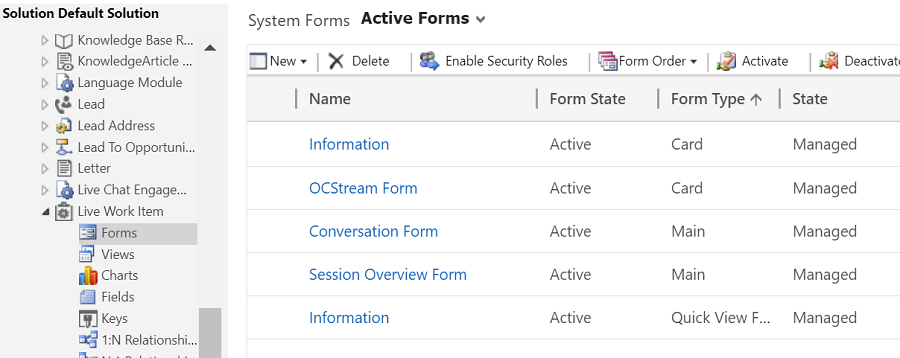 Solution Default Solution
Knowledge Base R...
KnowledgeArticle ...
Language Module
Lead
Lead Address
Lead To Opportuni...
Letter
Live Chat Engage...
Live Work Item
Forms
Views
Charts
Fields
Keys
1:N Relationshi
System Forms Active Forms
New Delete Enable Security Roles Form Order Activate Deactivate
Name Form State Form Type State
Information Active Card Managed
OCStream Form Active Card Managed
Conversation Form Active Main Managed
Session Overview Form Active Main Managed
Information Active Quick View F... Managed